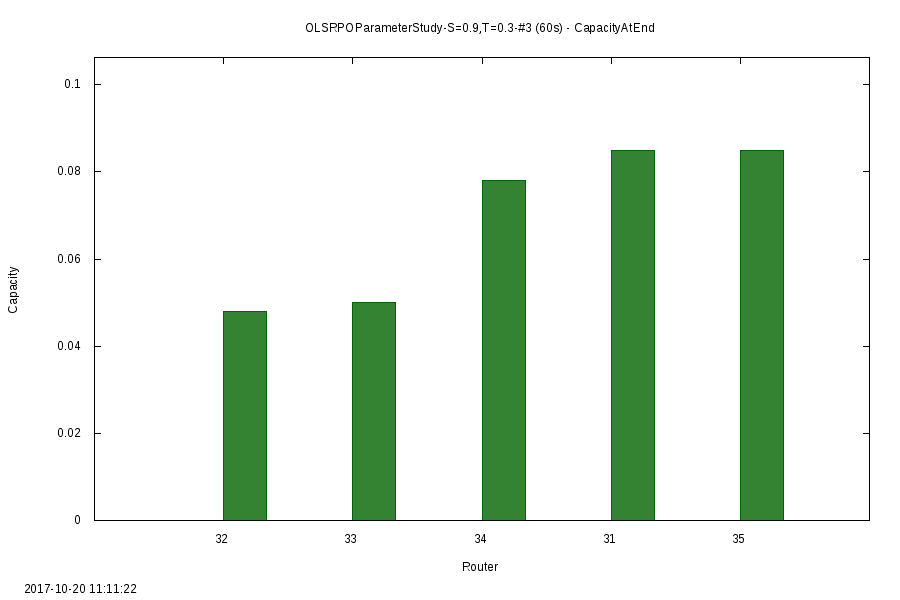 OLSRPOParameterStudy-S=0.9,T=0.3-#3 (60s) - CapacityAtEnd
0.1
0.08
0.06
0.04
0.02
0
Capacity
32 33 34 31 35
Router
2017-10-20 11:11:22